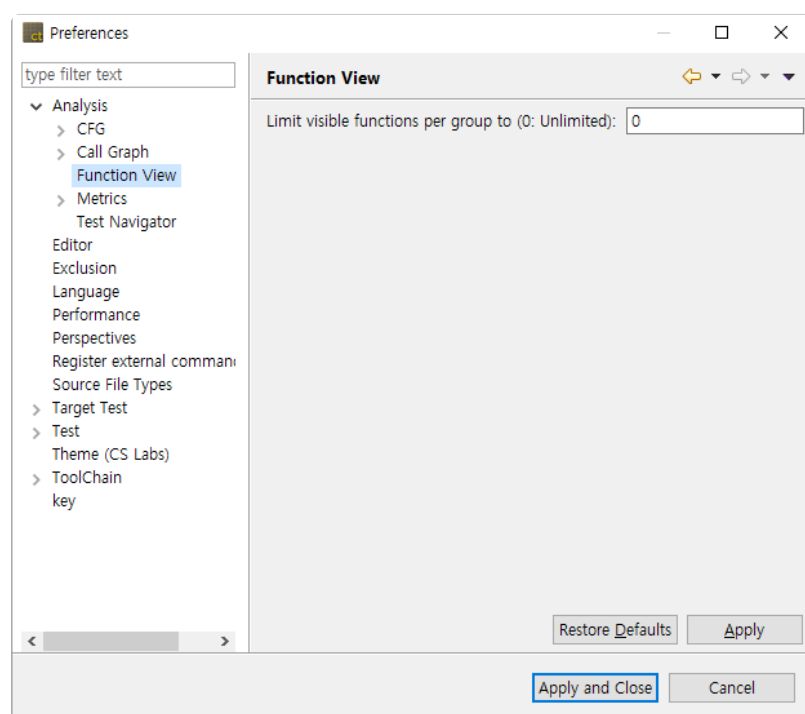 ct Preferences
type filter text
Analysis
CFG
Call Graph
Function View
Metrics
Test Navigator
Editor
Exclusion
Language
Performance
Perspectives
Register external comman
Source File Types
Target Test
Test
Theme (CS Labs)
ToolChain
key
Function View
Limit visible functions per group to (0: Unlimited): 0
Restore Defaults
Apply
Apply and Close
Cancel